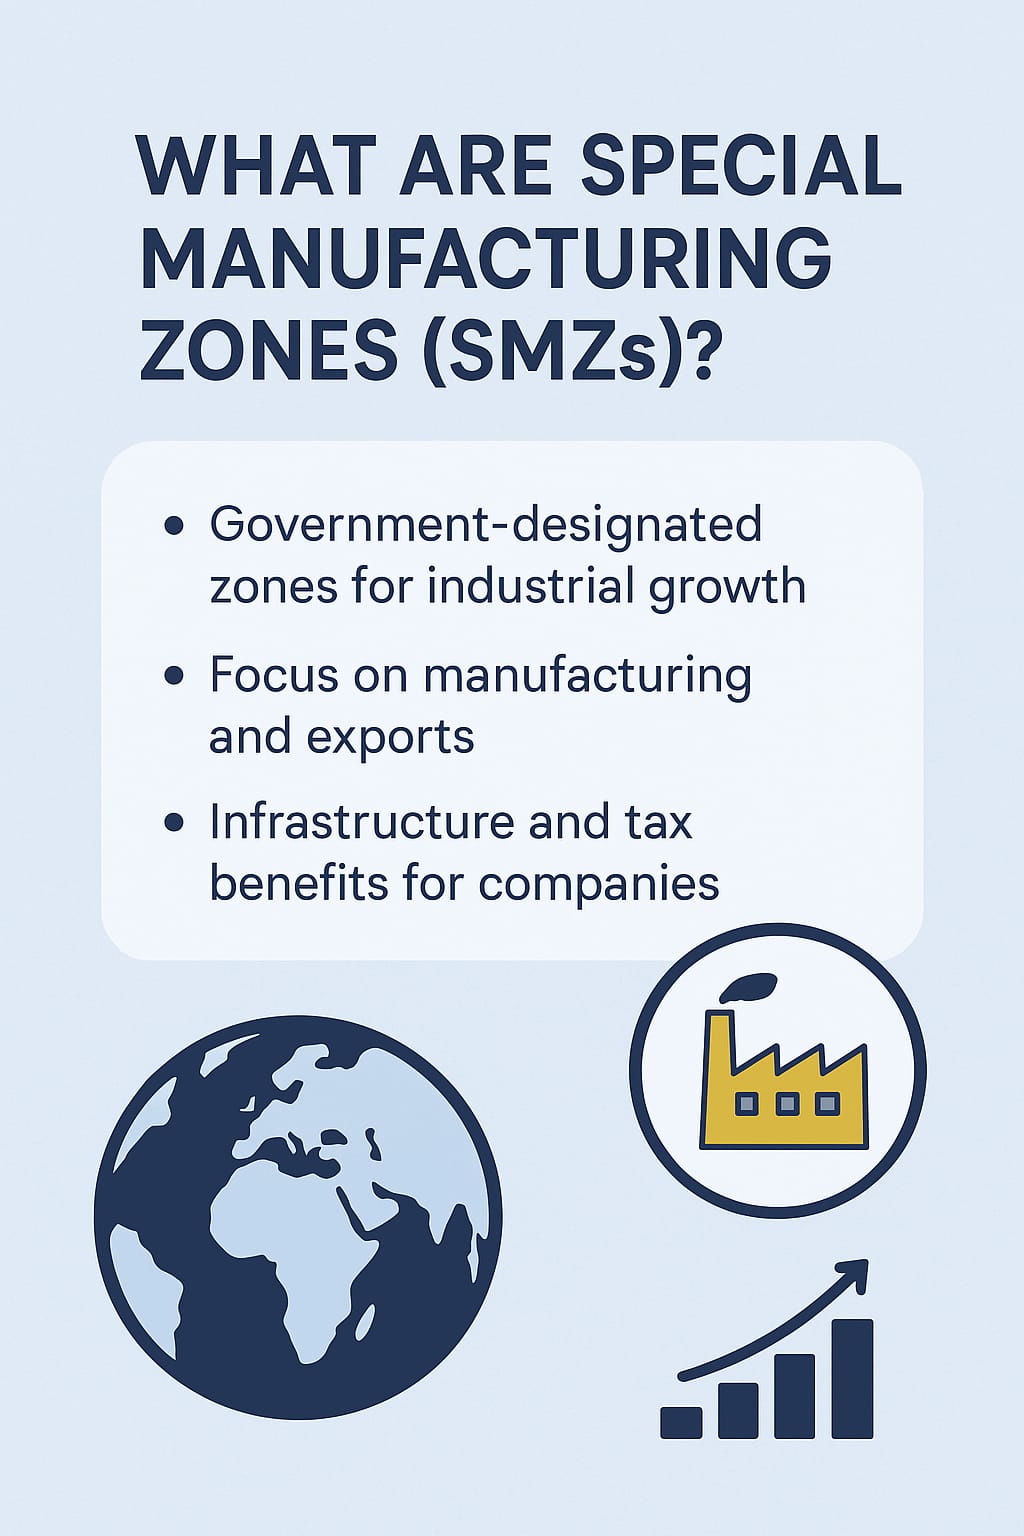 WHAT ARE SPECIAL
MANUFACTURING
ZONES (SMZs)?
• Government-designated
zones for industrial growth
• Focus on manufacturing
and exports
• Infrastructure and tax
benefits for companies